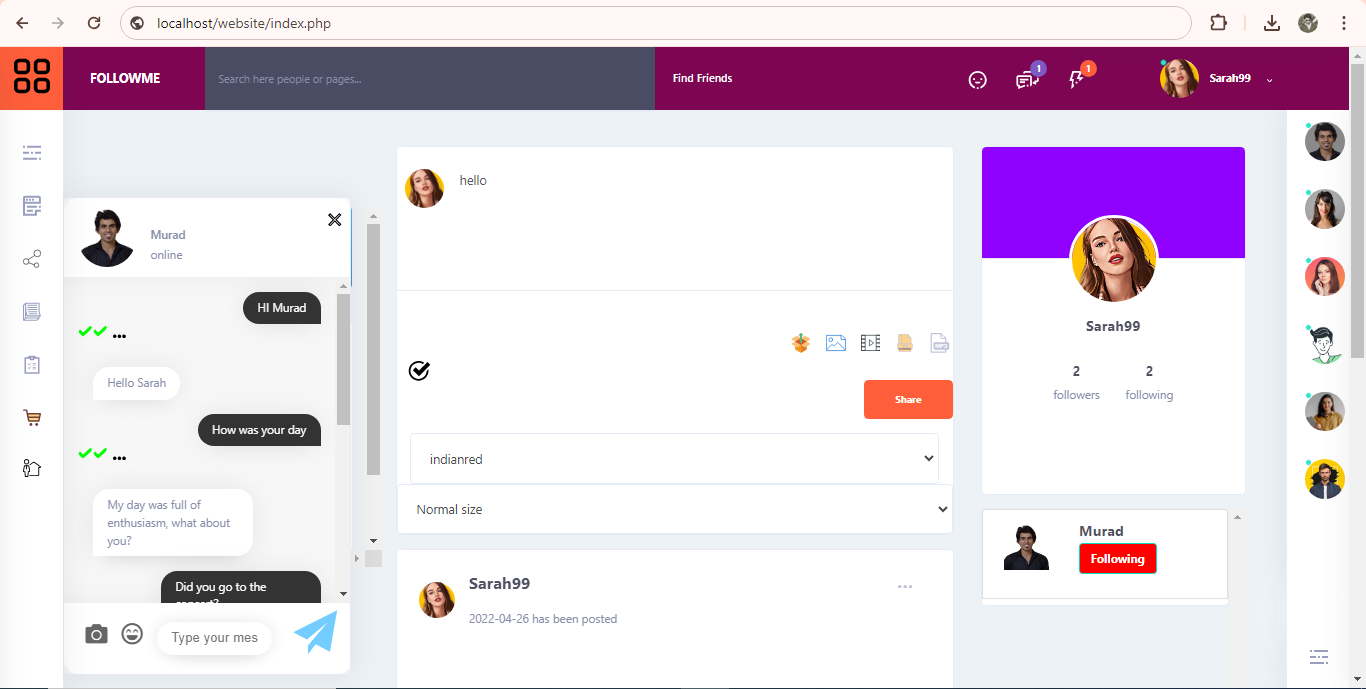 localhost/website/index.php
FOLLOWME
Search here people or pages...
Find Friends
1
1
Sarah99
Murad
online
HI Murad
...
Hello Sarah
How was your day
...
My day was full of
enthusiasm, what about
you?
Did you go to the
concert?
Type your mes
hello
Share
indianred
Normal size
Sarah99
...
2022-04-26 has been posted
Sarah99
2 2
followers following
Murad
Following